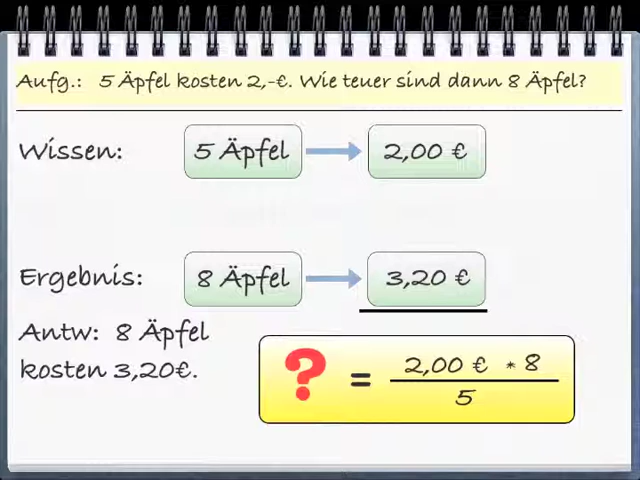 Aufg.: 5 Äpfel kosten 2,-€. Wie teuer sind dann 8 Äpfel?
Wissen: 5 Äpfel 2,00 €
Ergebnis: 8 Äpfel 3,20 €
Antw: 8 Äpfel
kosten 3,20€.
? = 2,00 € * 8
5